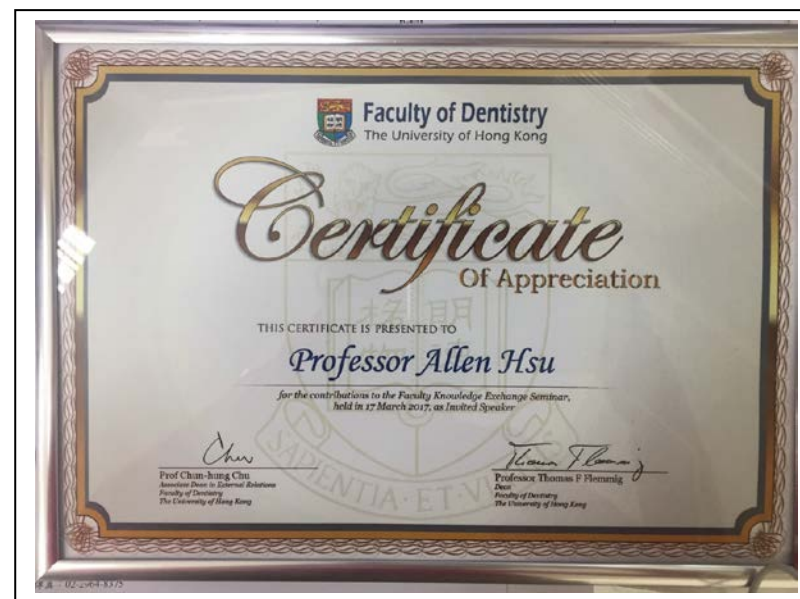 Faculty of Dentistry
The University of Hong Kong
Certificate
Of Appreciation
THIS CERTIFICATE IS PRESENTED TO
Professor Allen Hsu
for the contributions to the Faculty Knowledge Exchange Seminar,
held in 17 March 2017, as Invited Speaker
Prof Chun-hung Chu
Associate Dean in External Relations
Faculty of Dentistry
The University of Hong Kong
Professor Thomas F Flemmig
Dean
Faculty of Dentistry
The University of Hong Kong
SAPIENTIA ET VI
02-2964-8375